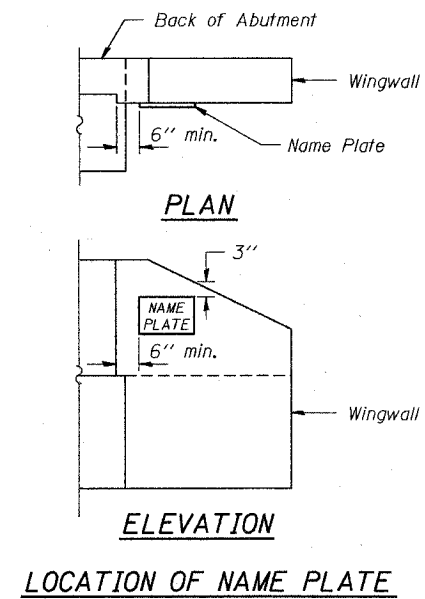 Back of Abutment
Wingwall
6" min.
Name Plate
PLAN
3"
NAME
PLATE
6" min.
Wingwall
ELEVATION
LOCATION OF NAME PLATE